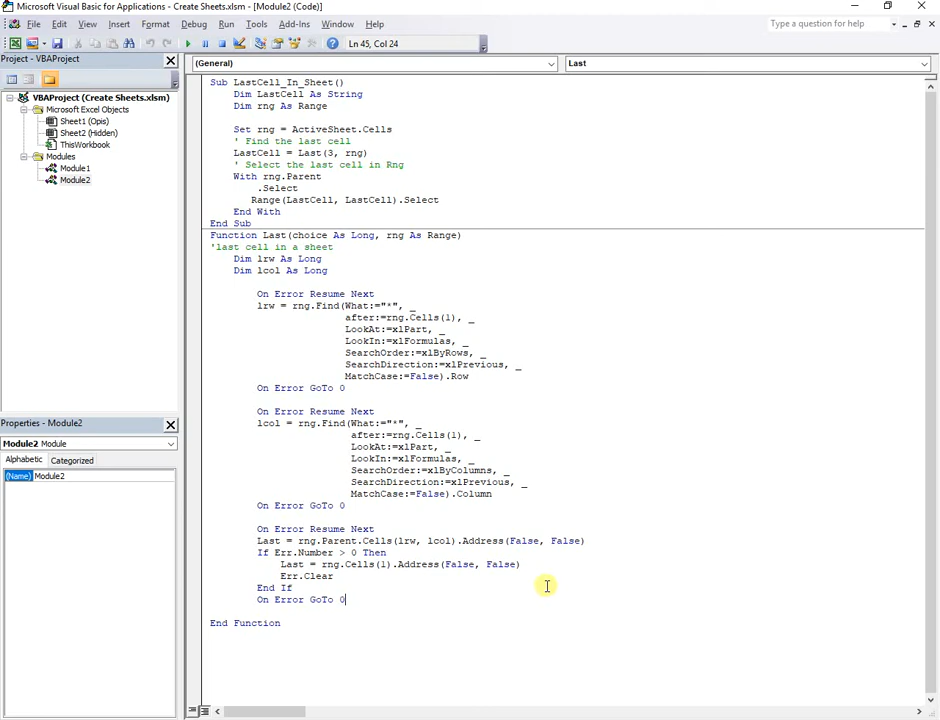 Microsoft Visual Basic for Applications - Create Sheets.xlsm - [Module2 (Code)]
File Edit View Insert Format Debug Run Tools Add-Ins Window Help
Type a question for help
Ln 45, Col 24
Project - VBAProject
(General)
Last
VBAProject (Create Sheets.xlsm)
Microsoft Excel Objects
Sheet1 (Opis)
Sheet2 (Hidden)
ThisWorkbook
Modules
Module1
Module2
Properties - Module2
Module2 Module
Alphabetic Categorized
(Name) Module2
Sub LastCell_In_Sheet()
Dim LastCell As String
Dim rng As Range
Set rng = ActiveSheet.Cells
' Find the last cell
LastCell = Last(3, rng)
' Select the last cell in Rng
With rng.Parent
.Select
Range(LastCell, LastCell).Select
End With
End Sub
Function Last(choice As Long, rng As Range)
'last cell in a sheet
Dim lrw As Long
Dim lcol As Long
On Error Resume Next
lrw = rng.Find(What:="*", _
after:=rng.Cells(1), _
LookAt:=xlPart, _
LookIn:=xlFormulas, _
SearchOrder:=xlByRows, _
SearchDirection:=xlPrevious, _
MatchCase:=False).Row
On Error GoTo 0
On Error Resume Next
lcol = rng.Find(What:="*", _
after:=rng.Cells(1), _
LookAt:=xlPart, _
LookIn:=xlFormulas, _
SearchOrder:=xlByColumns, _
SearchDirection:=xlPrevious, _
MatchCase:=False).Column
On Error GoTo 0
On Error Resume Next
Last = rng.Parent.Cells(lrw, lcol).Address(False, False)
If Err.Number > 0 Then
Last = rng.Cells(1).Address(False, False)
Err.Clear
End If
On Error GoTo 0
End Function